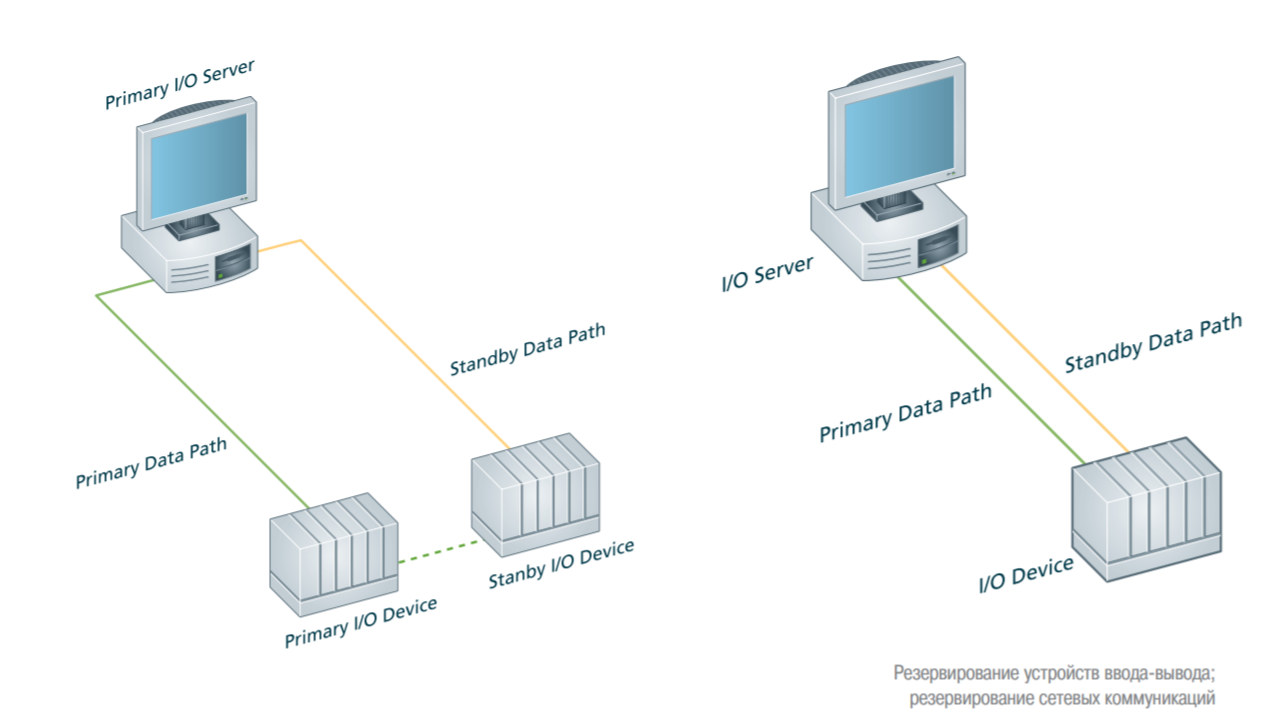 Primary I/O Server
Standby Data Path
Primary Data Path
Stanby I/O Device
Primary I/O Device
I/O Server
Standby Data Path
Primary Data Path
I/O Device
Резервирование устройств ввода-вывода;
резервирование сетевых коммуникаций